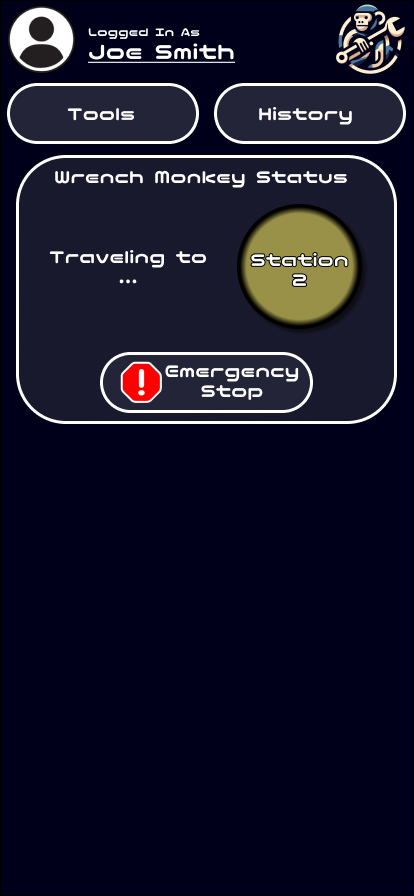 Logged In As
Joe Smith
Tools
History
Wrench Monkey Status
Traveling to
...
Station
2
!
Emergency
Stop